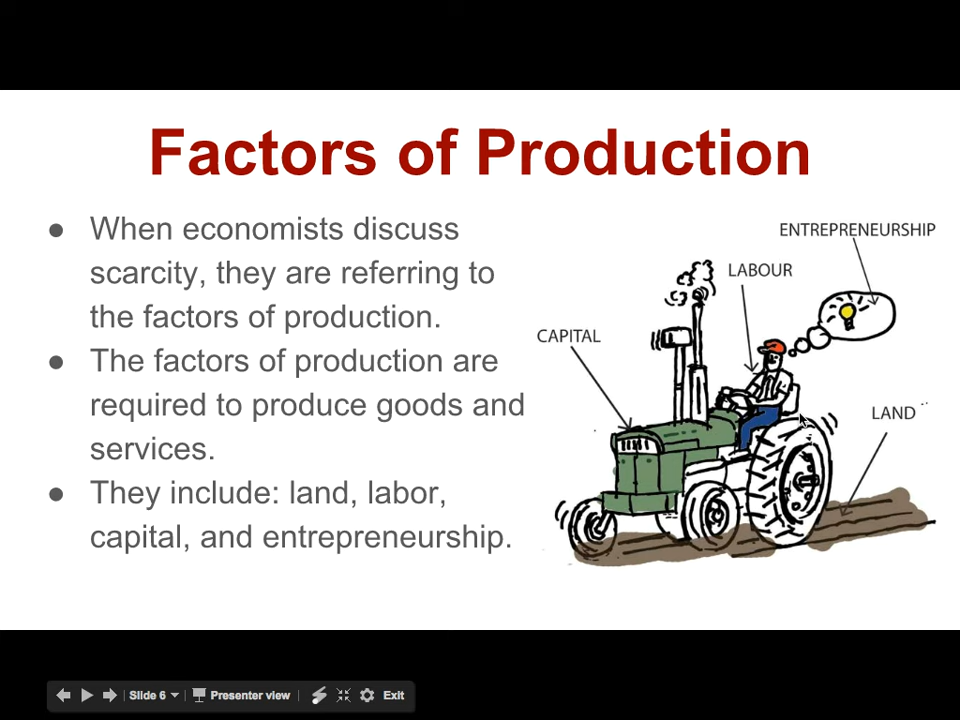 Factors of Production
● When economists discuss
scarcity, they are referring to
the factors of production.
● The factors of production are
required to produce goods and
services.
● They include: land, labor,
capital, and entrepreneurship.
ENTREPRENEURSHIP
LABOUR
CAPITAL
LAND
Slide 6
Presenter view
Exit